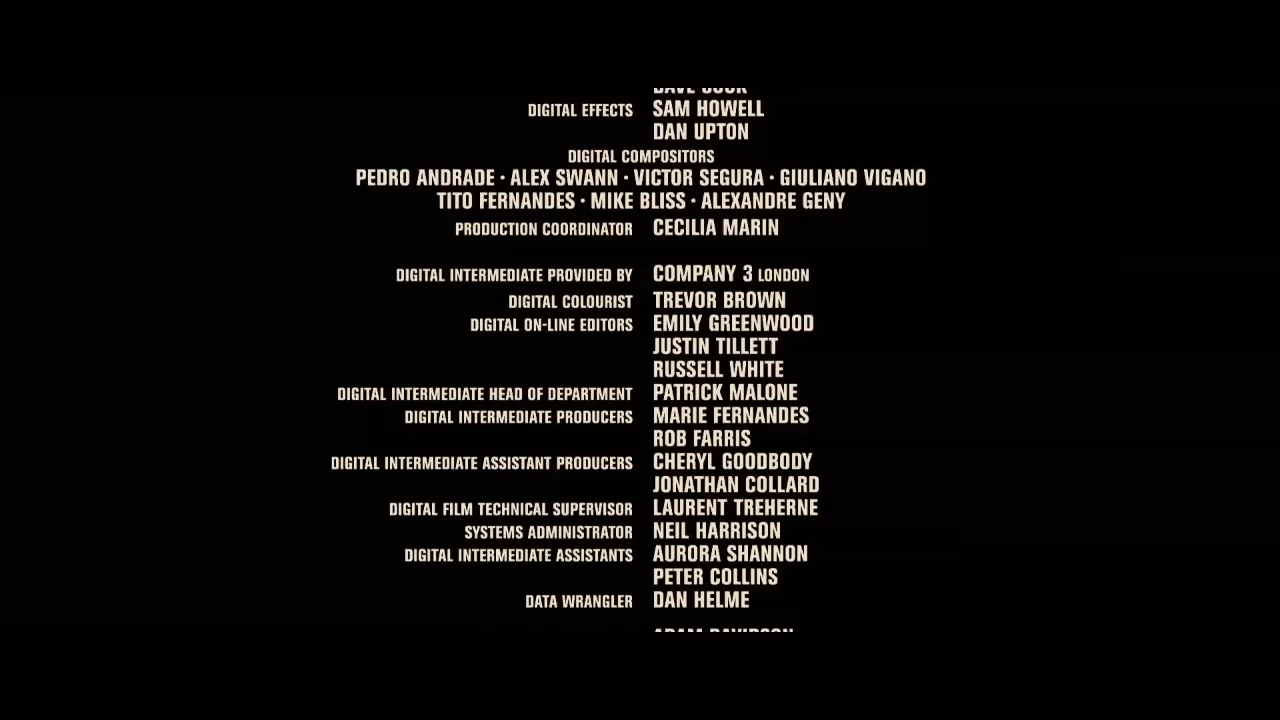 DIGITAL EFFECTS SAM HOWELL
DAN UPTON
DIGITAL COMPOSITORS
PEDRO ANDRADE · ALEX SWANN · VICTOR SEGURA · GIULIANO VIGANO
TITO FERNANDES · MIKE BLISS · ALEXANDRE GENY
PRODUCTION COORDINATOR CECILIA MARIN
DIGITAL INTERMEDIATE PROVIDED BY COMPANY 3 LONDON
DIGITAL COLOURIST TREVOR BROWN
DIGITAL ON-LINE EDITORS EMILY GREENWOOD
JUSTIN TILLETT
RUSSELL WHITE
DIGITAL INTERMEDIATE HEAD OF DEPARTMENT PATRICK MALONE
DIGITAL INTERMEDIATE PRODUCERS MARIE FERNANDES
ROB FARRIS
DIGITAL INTERMEDIATE ASSISTANT PRODUCERS CHERYL GOODBODY
JONATHAN COLLARD
DIGITAL FILM TECHNICAL SUPERVISOR LAURENT TREHERNE
SYSTEMS ADMINISTRATOR NEIL HARRISON
DIGITAL INTERMEDIATE ASSISTANTS AURORA SHANNON
PETER COLLINS
DATA WRANGLER DAN HELME